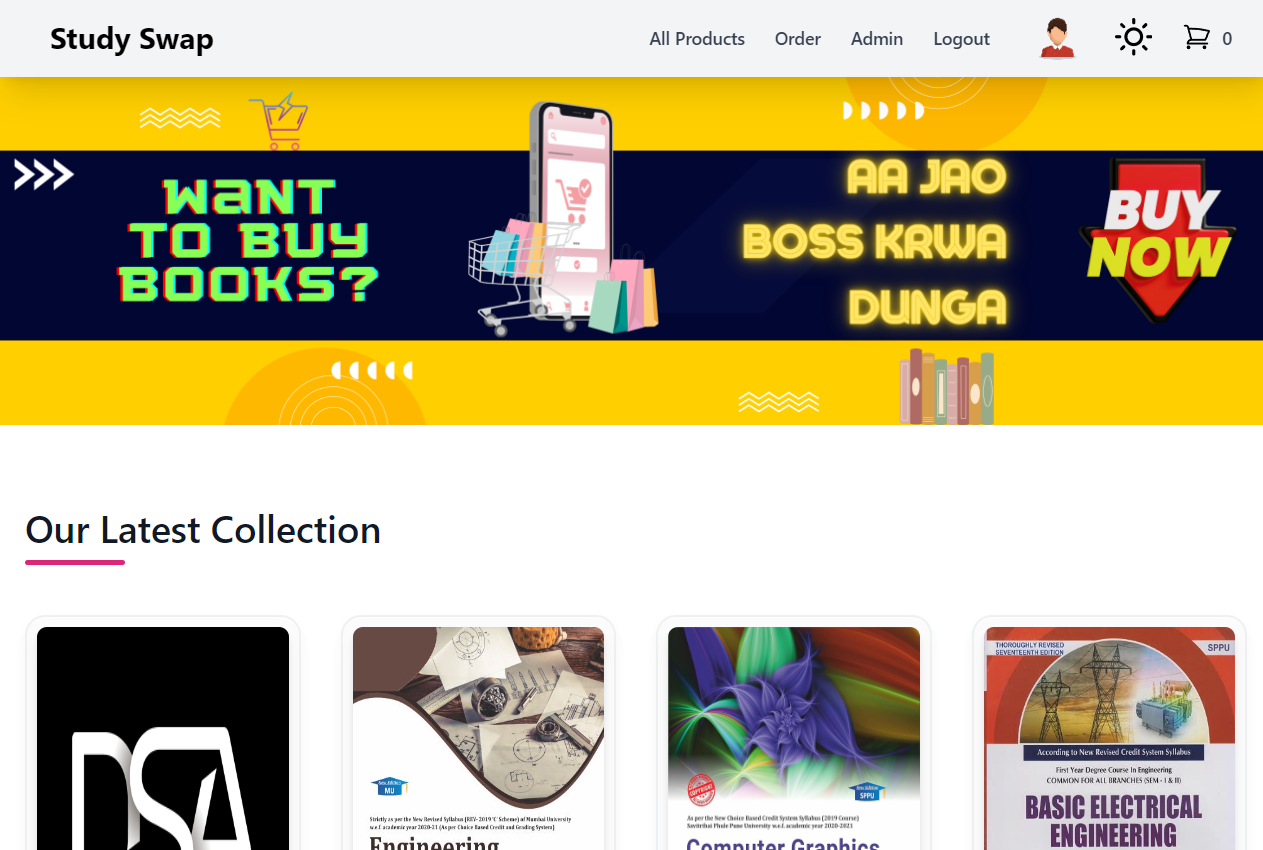 Study Swap
All Products Order Admin Logout 0
WANT
TO BUY
BOOKS?
AA JAO
BOSS KRWA
DUNGA
BUY
NOW
Our Latest Collection
DSA
New Syllabus
MU
Strictly as per the New Revised Syllabus (REV- 2019 'C' Scheme) of Mumbai University
w.e.f. academic year 2020-21 (As per Choice Based Credit and Grading System)
Engineering
SPPU
As per the New Choice Based Credit System Syllabus (2019 Course)
Savitribai Phule Pune University w.e.f. academic year 2020-2021
Computer Graphics
THOROUGHLY REVISED
SEVENTEENTH EDITION
SPPU
According to New Revised Credit System Syllabus
First Year Degree Course In Engineering
COMMON FOR ALL BRANCHES (SEM - I & II)
BASIC ELECTRICAL
ENGINEERING